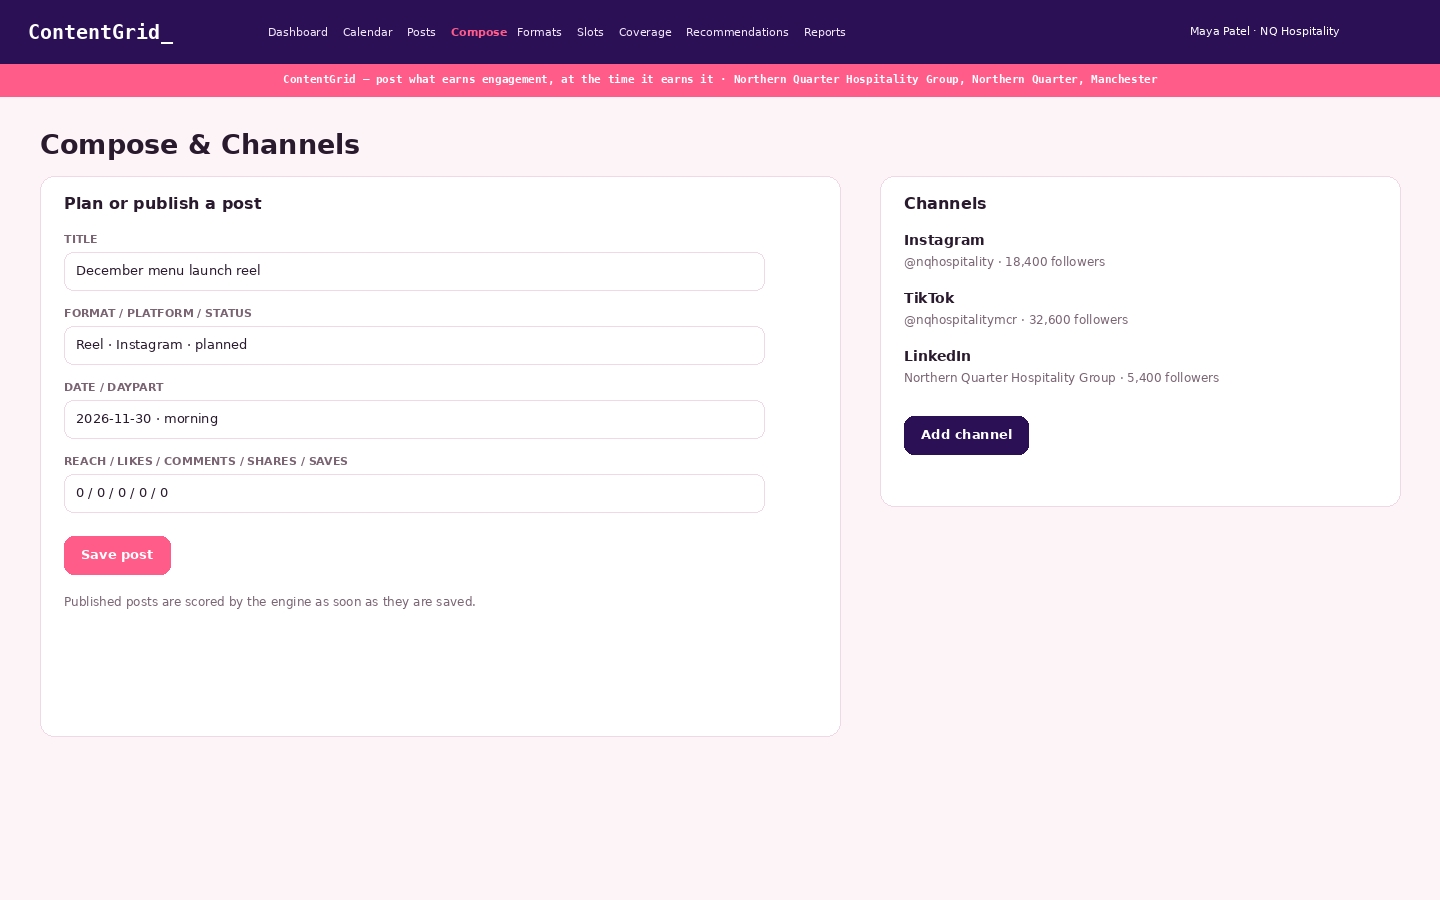 ContentGrid_
Dashboard Calendar Posts Compose Formats Slots Coverage Recommendations Reports
Maya Patel · NQ Hospitality
ContentGrid — post what earns engagement, at the time it earns it · Northern Quarter Hospitality Group, Northern Quarter, Manchester
Compose & Channels
Plan or publish a post
TITLE
December menu launch reel
FORMAT / PLATFORM / STATUS
Reel · Instagram · planned
DATE / DAYPART
2026-11-30 · morning
REACH / LIKES / COMMENTS / SHARES / SAVES
0 / 0 / 0 / 0 / 0
Save post
Published posts are scored by the engine as soon as they are saved.
Channels
Instagram
@nqhospitality · 18,400 followers
TikTok
@nqhospitalitymcr · 32,600 followers
LinkedIn
Northern Quarter Hospitality Group · 5,400 followers
Add channel